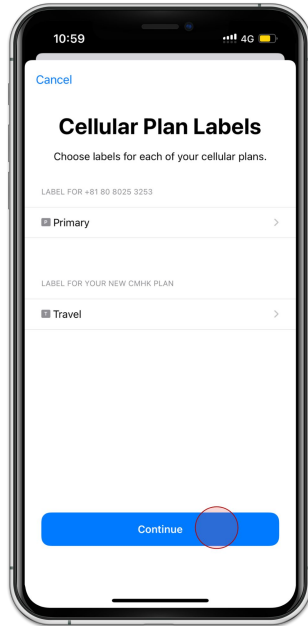 10:59
4G
Cancel
Cellular Plan Labels
Choose labels for each of your cellular plans.
LABEL FOR +81 80 8025 3253
P Primary
LABEL FOR YOUR NEW CMHK PLAN
T Travel
Continue